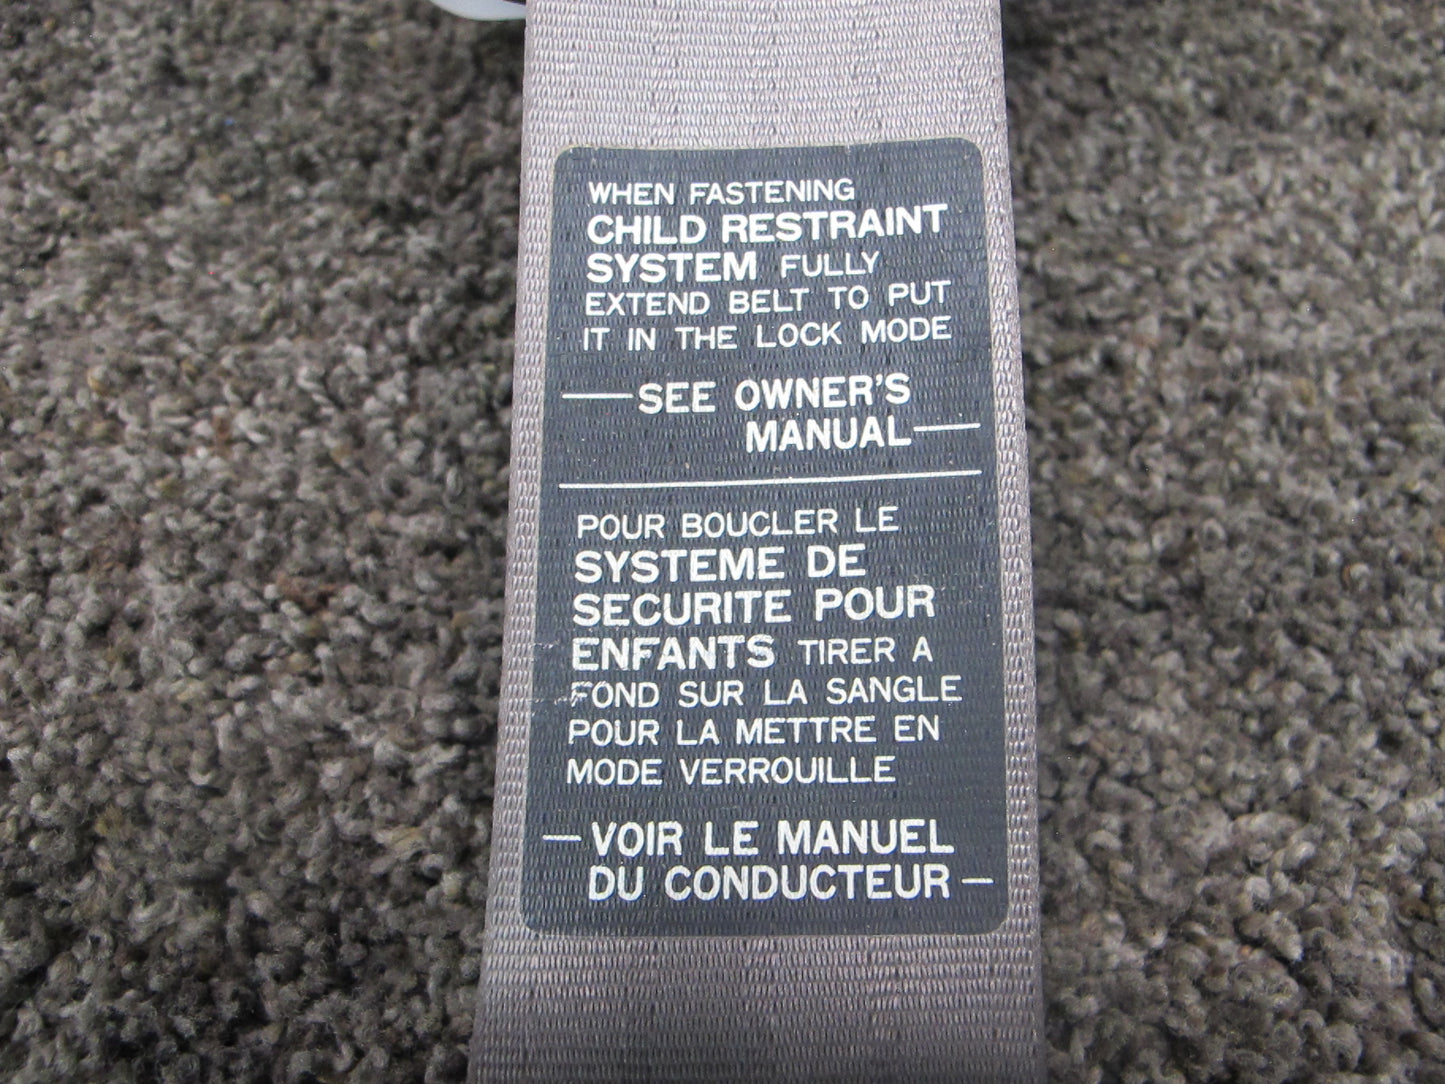 WHEN FASTENING
CHILD RESTRAINT
SYSTEM FULLY
EXTEND BELT TO PUT
IT IN THE LOCK MODE
—SEE OWNER'S
MANUAL—
POUR BOUCLER LE
SYSTEME DE
SECURITE POUR
ENFANTS TIRER A
FOND SUR LA SANGLE
POUR LA METTRE EN
MODE VERROUILLE
— VOIR LE MANUEL
DU CONDUCTEUR —